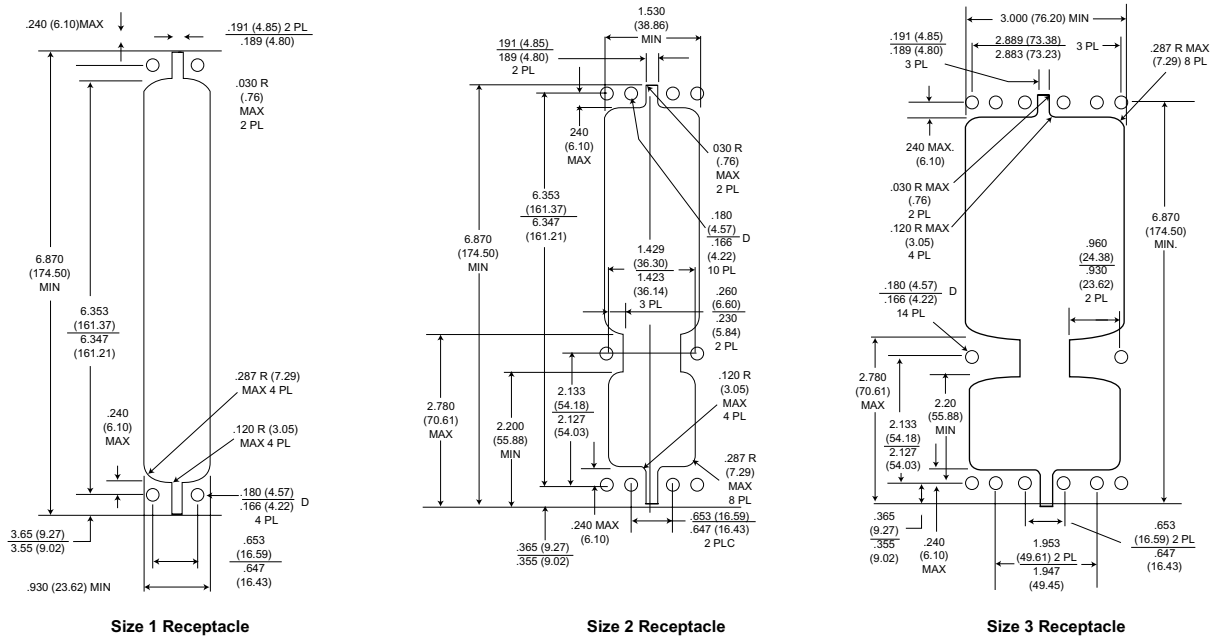 .240 (6.10)MAX
.191 (4.85) 2 PL
.189 (4.80)
.030 R
(.76)
MAX
2 PL
6.870
(174.50)
MIN
6.353
(161.37)
6.347
(161.21)
.287 R (7.29)
MAX 4 PL
.240
(6.10)
MAX
.120 R (3.05)
MAX 4 PL
.180 (4.57)
.166 (4.22) D
4 PL
3.65 (9.27)
3.55 (9.02)
.653
(16.59)
.647
(16.43)
.930 (23.62) MIN
Size 1 Receptacle
1.530
(38.86)
MIN
.191 (4.85)
.189 (4.80)
2 PL
240
(6.10)
MAX
030 R
(.76)
MAX
2 PL
6.353
(161.37)
6.347
(161.21)
6.870
(174.50)
MIN
.180
(4.57)
D
.166
(4.22)
10 PL
1.429
(36.30)
1.423
(36.14)
3 PL
.260
(6.60)
.230
(5.84)
2 PL
.120 R
(3.05)
MAX
4 PL
2.780
(70.61)
MAX
2.200
(55.88)
MIN
2.133
(54.18)
2.127
(54.03)
.287 R
(7.29)
MAX
8 PL
.240 MAX
(6.10)
.653 (16.59)
.647 (16.43)
2 PLC
.365 (9.27)
.355 (9.02)
Size 2 Receptacle
3.000 (76.20) MIN
.191 (4.85)
.189 (4.80)
3 PL
2.889 (73.38)
2.883 (73.23)
3 PL
.287 R MAX
(7.29) 8 PL
240 MAX.
(6.10)
.030 R MAX
(.76)
2 PL
.120 R MAX
(3.05)
4 PL
6.870
(174.50)
MIN.
.960
(24.38)
.930
(23.62)
2 PL
.180 (4.57)
D
.166 (4.22)
14 PL
2.780
(70.61)
MAX
2.133
(54.18)
2.127
(54.03)
2.20
(55.88)
MIN
.365
(9.27)
.355
(9.02)
.240
(6.10)
MAX
1.953
(49.61) 2 PL
1.947
(49.45)
.653
(16.59) 2 PL
.647
(16.43)
Size 3 Receptacle